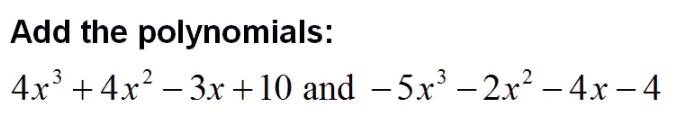 Add the polynomials:
4x³ + 4x² – 3x + 10 and – 5x³ – 2x² – 4x – 4